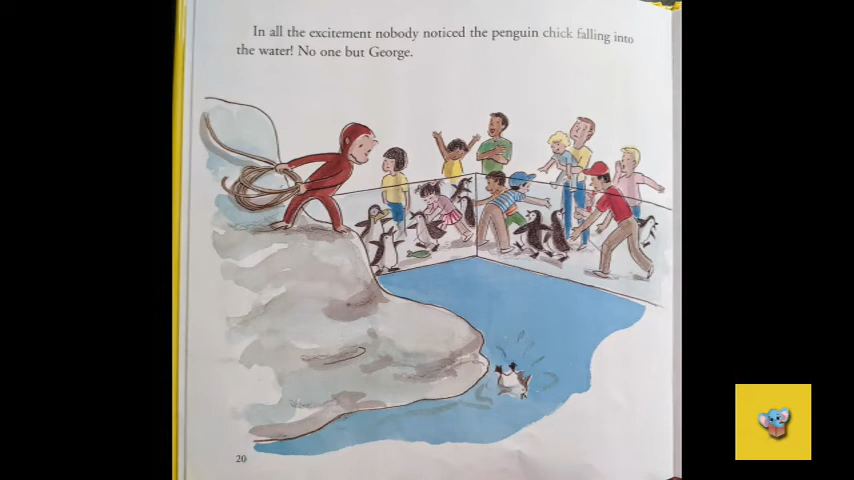 In all the excitement nobody noticed the penguin chick falling into
the water! No one but George.
20